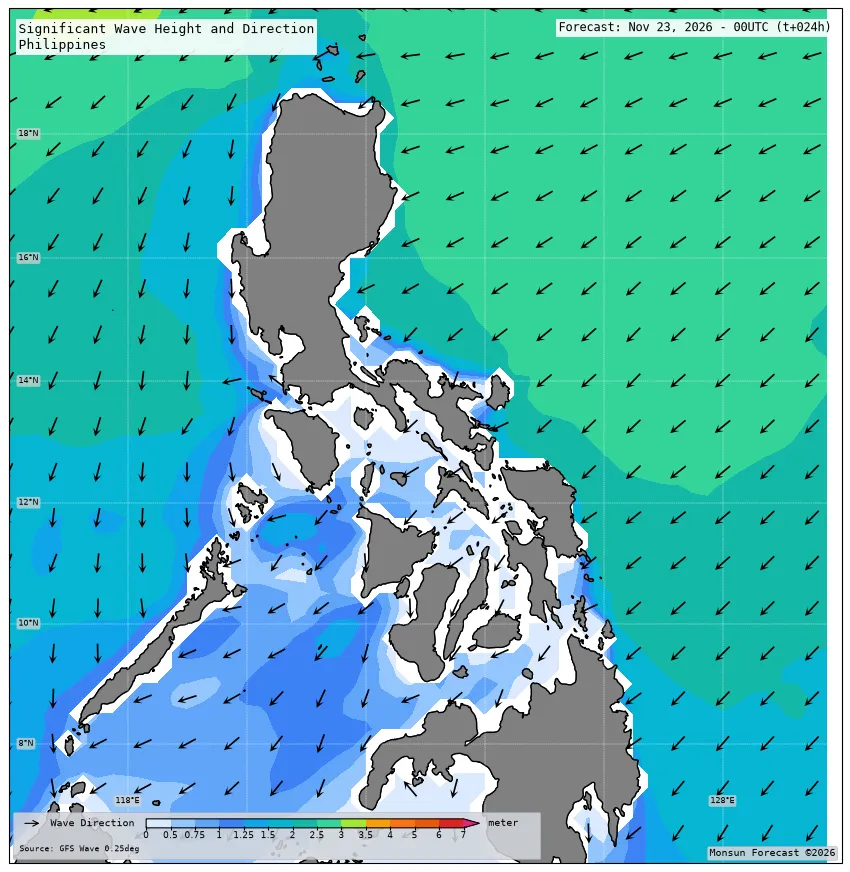 Significant Wave Height and Direction
Philippines
Forecast: Nov 23, 2026 - 00UTC (t+024h)
18°N
16°N
14°N
12°N
10°N
8°N
118°E
128°E
Wave Direction
0 0.5 0.75 1 1.25 1.5 2 2.5 3 3.5 4 5 6 7 meter
Source: GFS Wave 0.25deg
Monsun Forecast ©2026